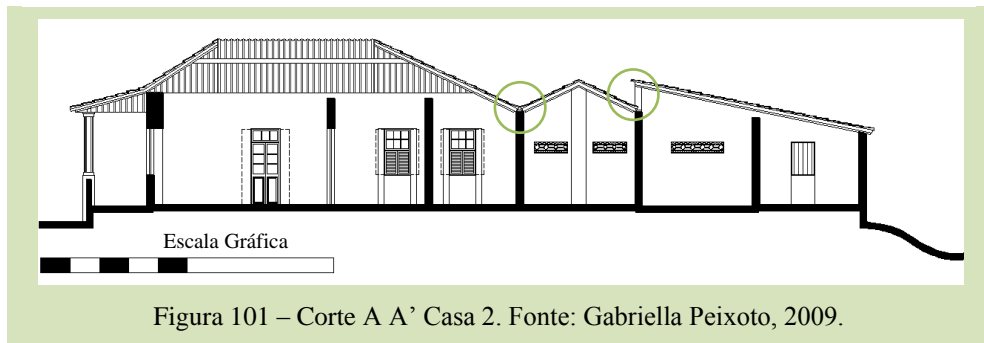 Escala Gráfica
Figura 101 – Corte A A’ Casa 2. Fonte: Gabriella Peixoto, 2009.